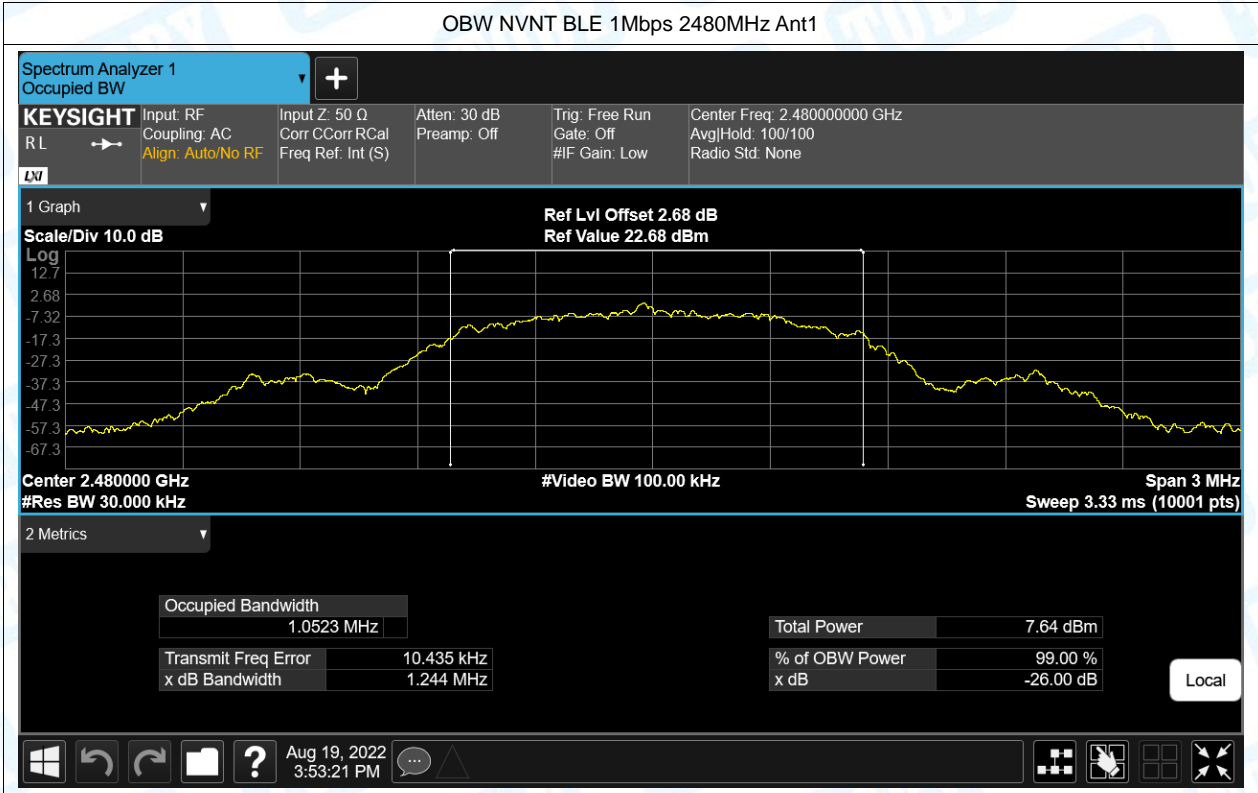 OBW NVNT BLE 1Mbps 2480MHz Ant1
Spectrum Analyzer 1
Occupied BW
KEYSIGHT
RL
LXI
Input: RF
Coupling: AC
Align: Auto/No RF
Input Z: 50 Ω
Corr CCorr RCal
Freq Ref: Int (S)
Atten: 30 dB
Preamp: Off
Trig: Free Run
Gate: Off
#IF Gain: Low
Center Freq: 2.480000000 GHz
Avg|Hold: 100/100
Radio Std: None
1 Graph
Scale/Div 10.0 dB
Ref Lvl Offset 2.68 dB
Ref Value 22.68 dBm
Log
12.7
2.68
-7.32
-17.3
-27.3
-37.3
-47.3
-57.3
-67.3
Center 2.480000 GHz
#Res BW 30.000 kHz
#Video BW 100.00 kHz
Span 3 MHz
Sweep 3.33 ms (10001 pts)
2 Metrics
Occupied Bandwidth
1.0523 MHz
Transmit Freq Error 10.435 kHz
x dB Bandwidth 1.244 MHz
Total Power 7.64 dBm
% of OBW Power 99.00 %
x dB -26.00 dB
Local
?
Aug 19, 2022
3:53:21 PM